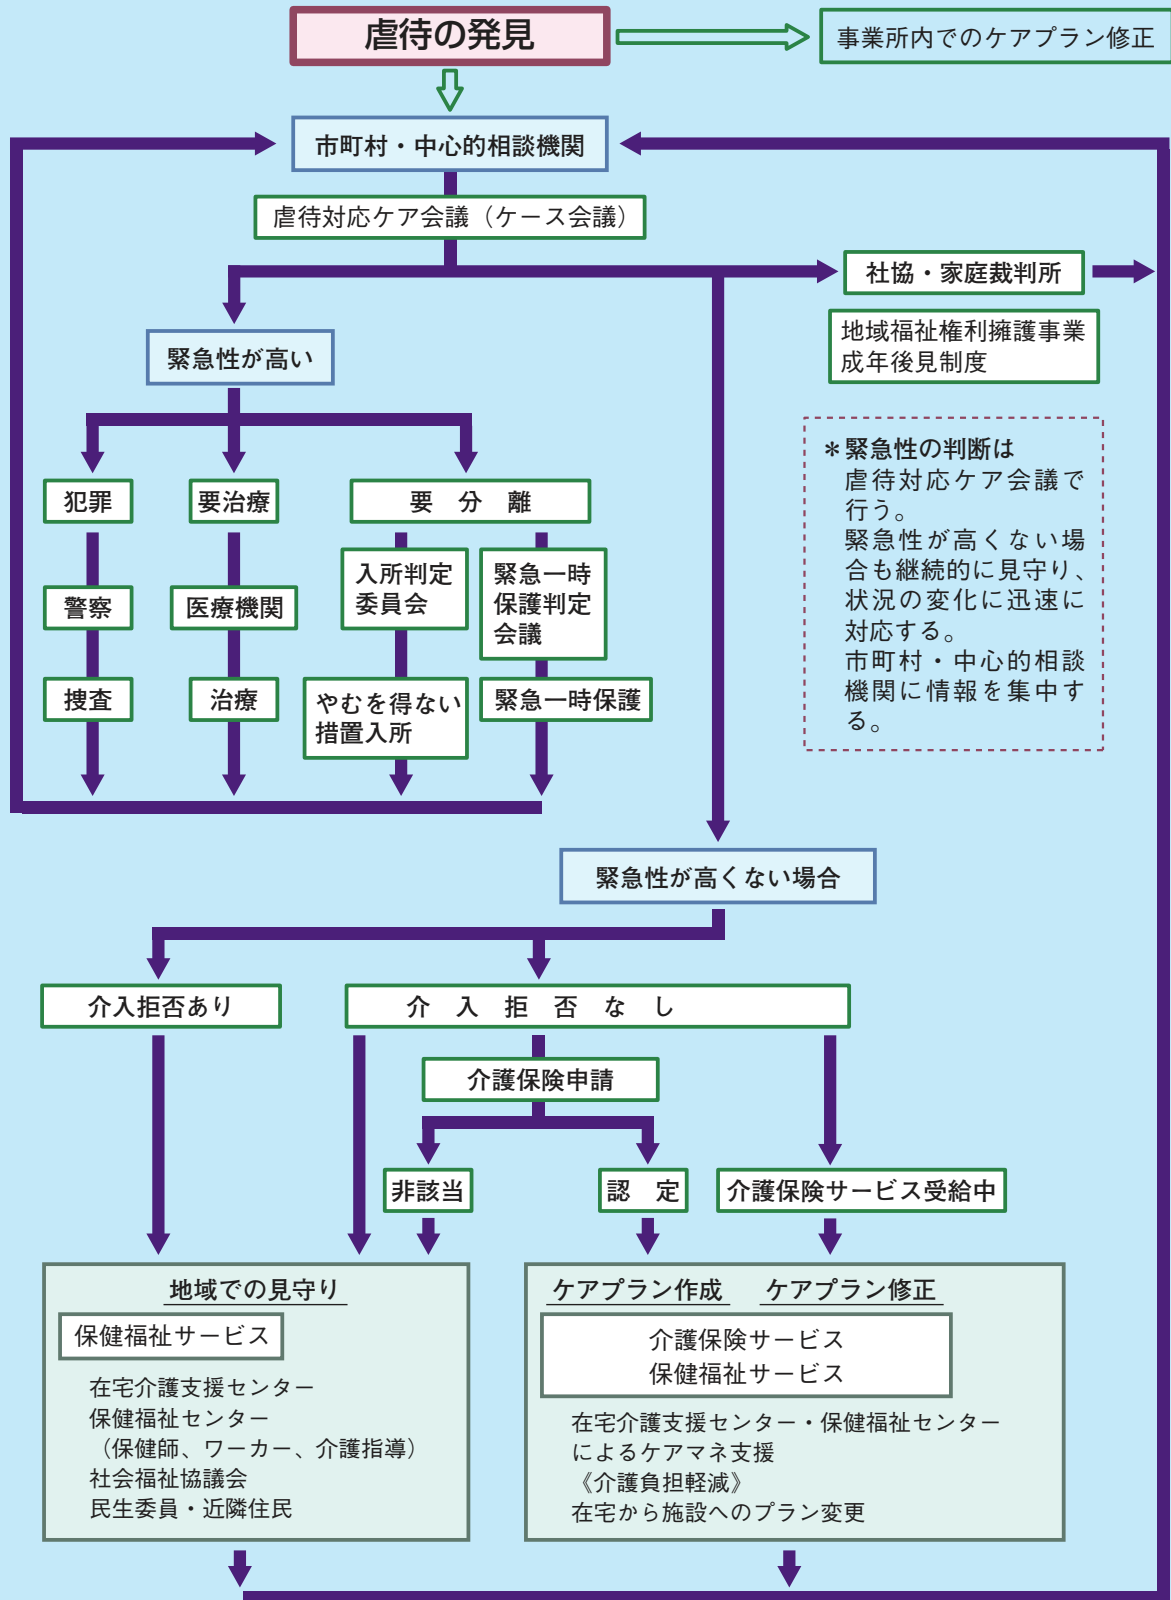 虐待の発見
事業所内でのケアプラン修正
市町村・中心的相談機関
虐待対応ケア会議（ケース会議）
社協・家庭裁判所
地域福祉権利擁護事業
成年後見制度
緊急性が高い
＊緊急性の判断は
虐待対応ケア会議で
行う。
緊急性が高くない場
合も継続的に見守り、
状況の変化に迅速に
対応する。
市町村・中心的相談
機関に情報を集中す
る。
犯罪
要治療
要　分　離
警察
医療機関
入所判定
委員会
緊急一時
保護判定
会議
捜査
治療
やむを得ない
措置入所
緊急一時保護
緊急性が高くない場合
介入拒否あり
介　入　拒　否　な　し
介護保険申請
非該当
認　定
介護保険サービス受給中
地域での見守り
保健福祉サービス
在宅介護支援センター
保健福祉センター
（保健師、ワーカー、介護指導）
社会福祉協議会
民生委員・近隣住民
ケアプラン作成　ケアプラン修正
介護保険サービス
保健福祉サービス
在宅介護支援センター・保健福祉センター
によるケアマネ支援
《介護負担軽減》
在宅から施設へのプラン変更